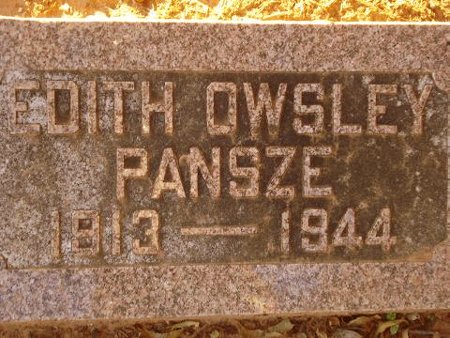 EDITH OWSLEY
PANSZE
1813 — 1944